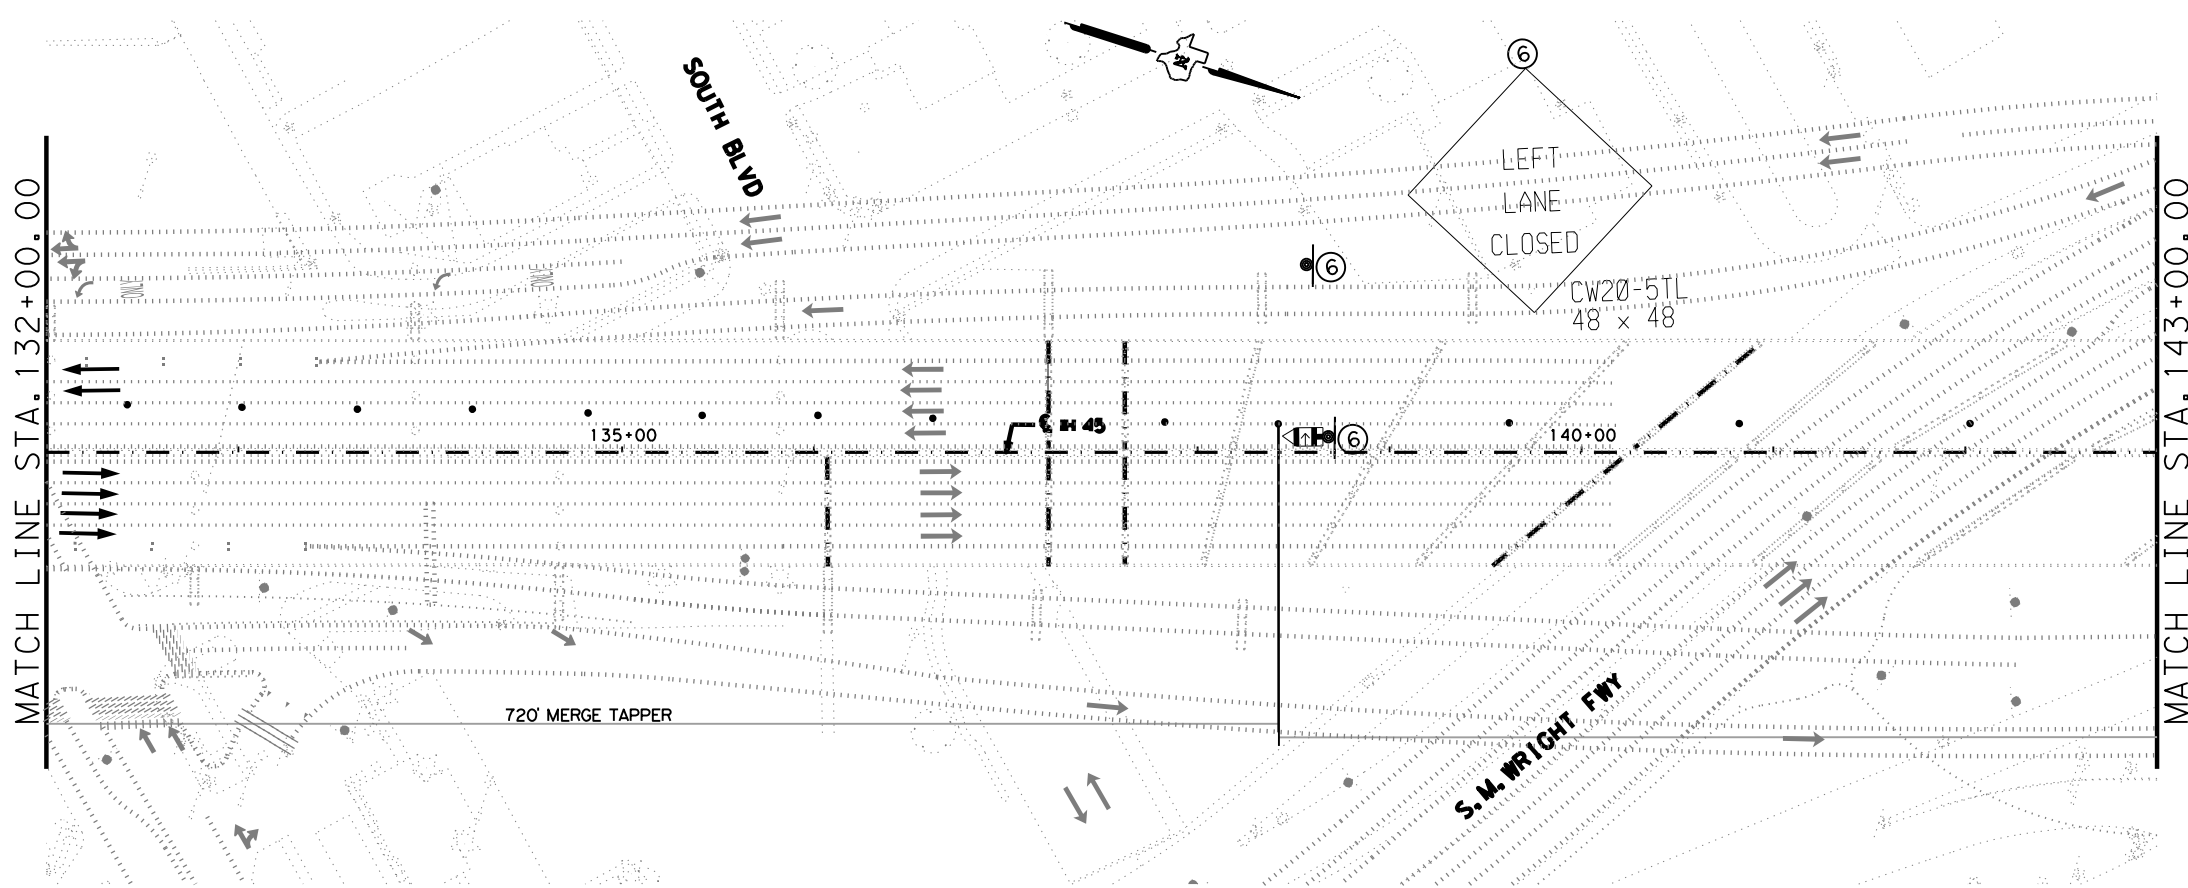 MATCH LINE STA. 132+00.00
SOUTH BLVD
6
LEFT
LANE
CLOSED
CW20-5TL
48 x 48
6
135+00
℄ IH 45
6
140+00
720' MERGE TAPPER
S.M. WRIGHT FWY
MATCH LINE STA. 143+00.00